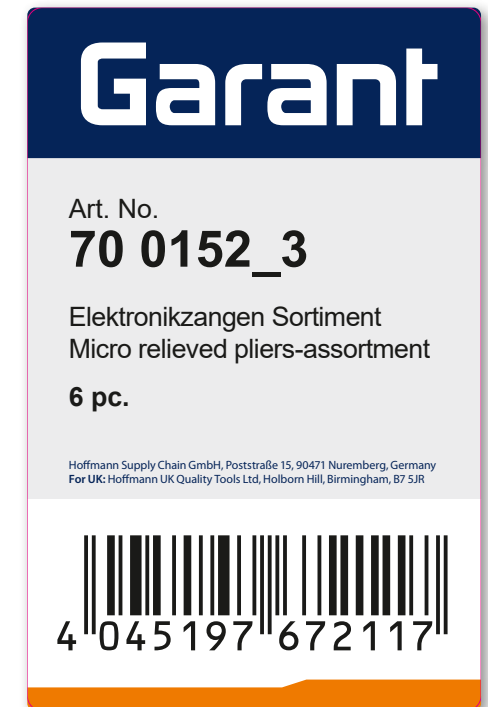 Garant
Art. No.
70 0152_3
Elektronikzangen Sortiment
Micro relieved pliers-assortment
6 pc.
Hoffmann Supply Chain GmbH, Poststraße 15, 90471 Nuremberg, Germany
For UK: Hoffmann UK Quality Tools Ltd, Holborn Hill, Birmingham, B7 5JR
4 045197 672117